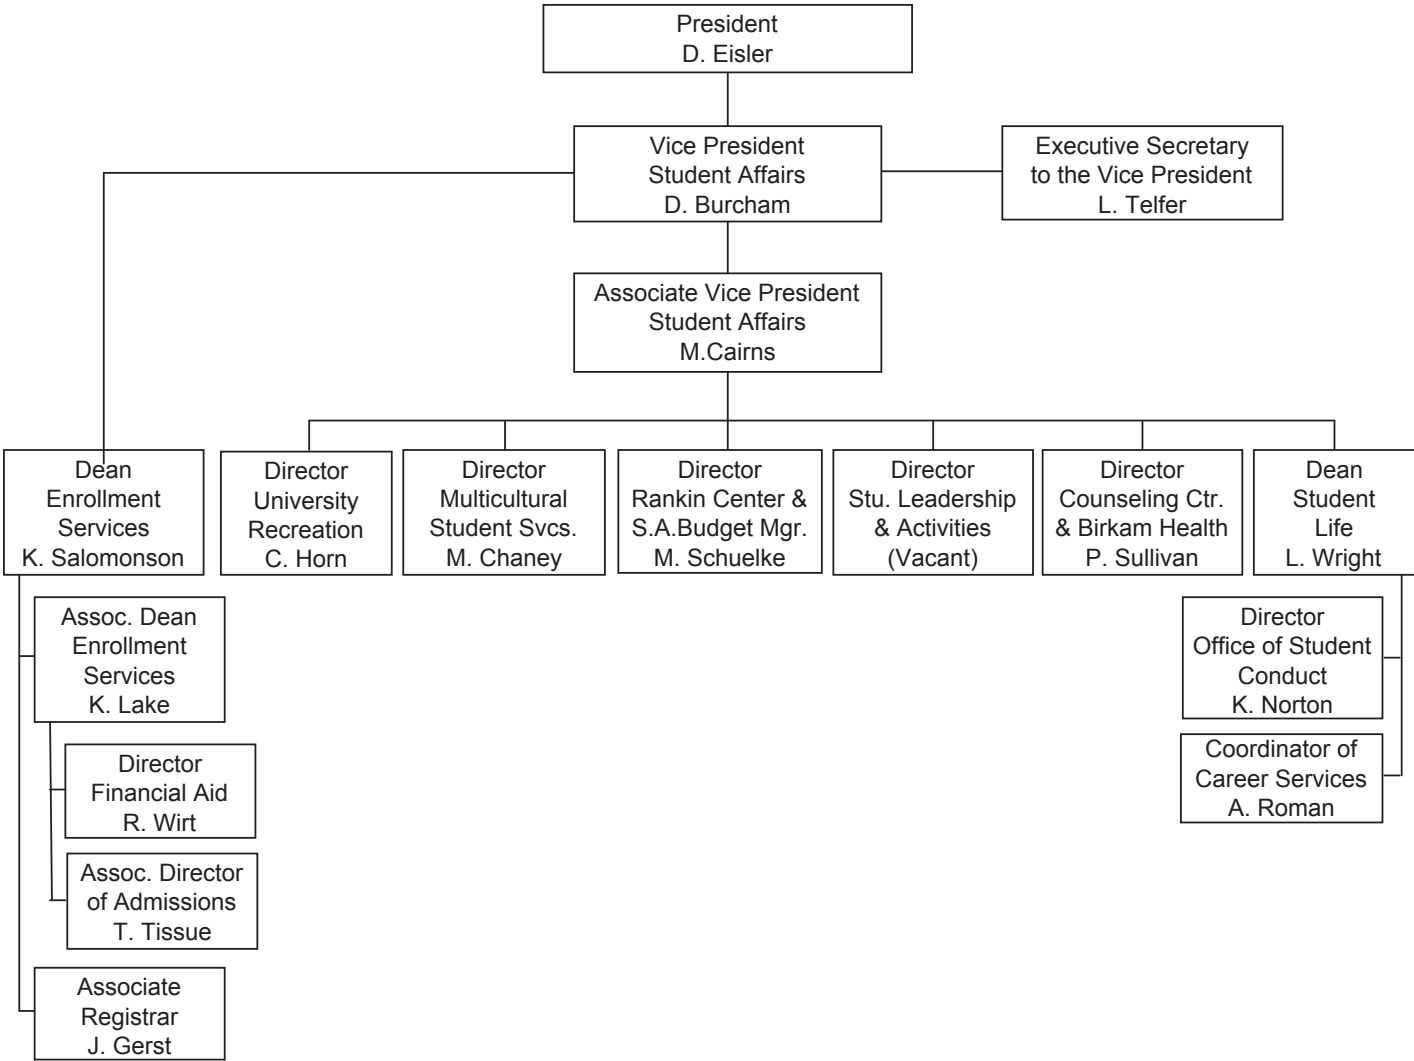 President
D. Eisler
Vice President
Student Affairs
D. Burcham
Executive Secretary
to the Vice President
L. Telfer
Associate Vice President
Student Affairs
M.Cairns
Dean
Enrollment
Services
K. Salomonson
Director
University
Recreation
C. Horn
Director
Multicultural
Student Svcs.
M. Chaney
Director
Rankin Center &
S.A.Budget Mgr.
M. Schuelke
Director
Stu. Leadership
& Activities
(Vacant)
Director
Counseling Ctr.
& Birkam Health
P. Sullivan
Dean
Student
Life
L. Wright
Assoc. Dean
Enrollment
Services
K. Lake
Director
Financial Aid
R. Wirt
Assoc. Director
of Admissions
T. Tissue
Associate
Registrar
J. Gerst
Director
Office of Student
Conduct
K. Norton
Coordinator of
Career Services
A. Roman